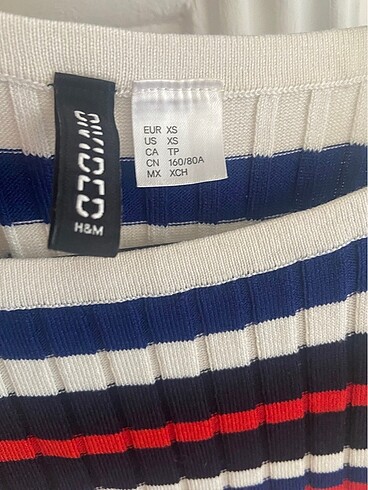 DIVIDED
H&M
EUR XS
US XS
CA TP
CN 160/80A
MX XCH